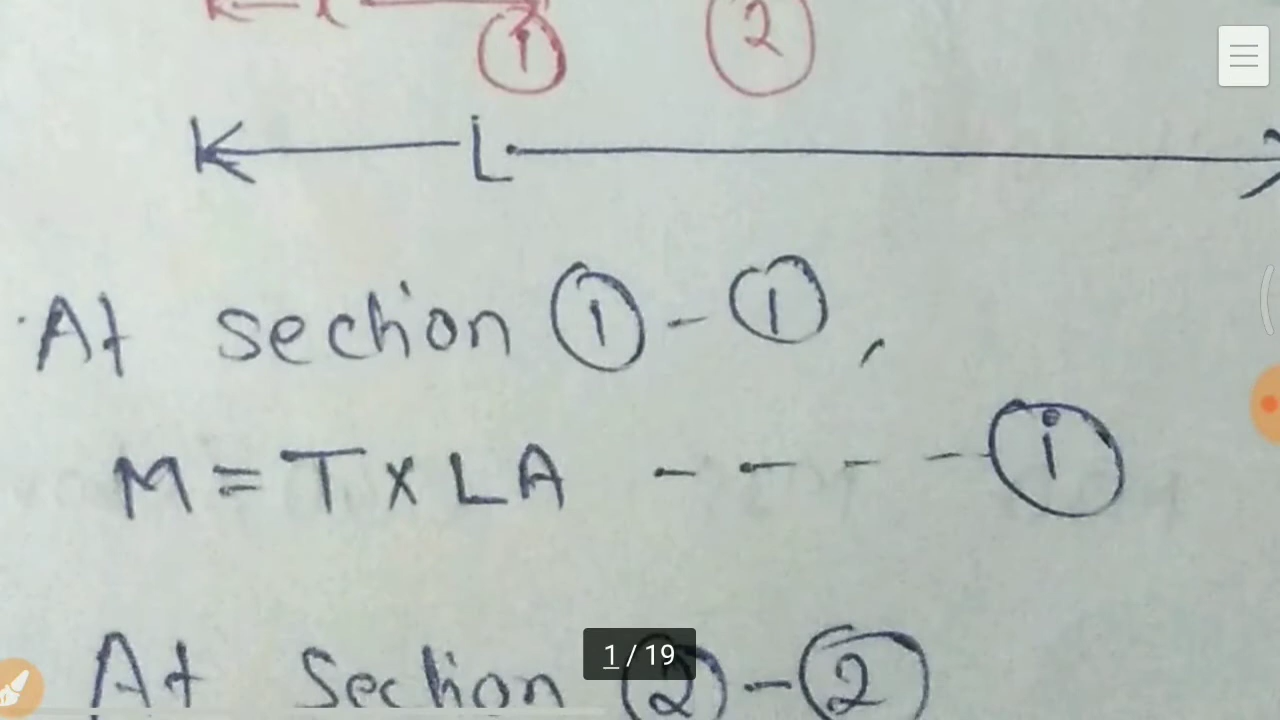 ① ②
L
At section ① - ① ,
M = T x LA - - - - ⓘ
1 / 19
At Section ② - ②